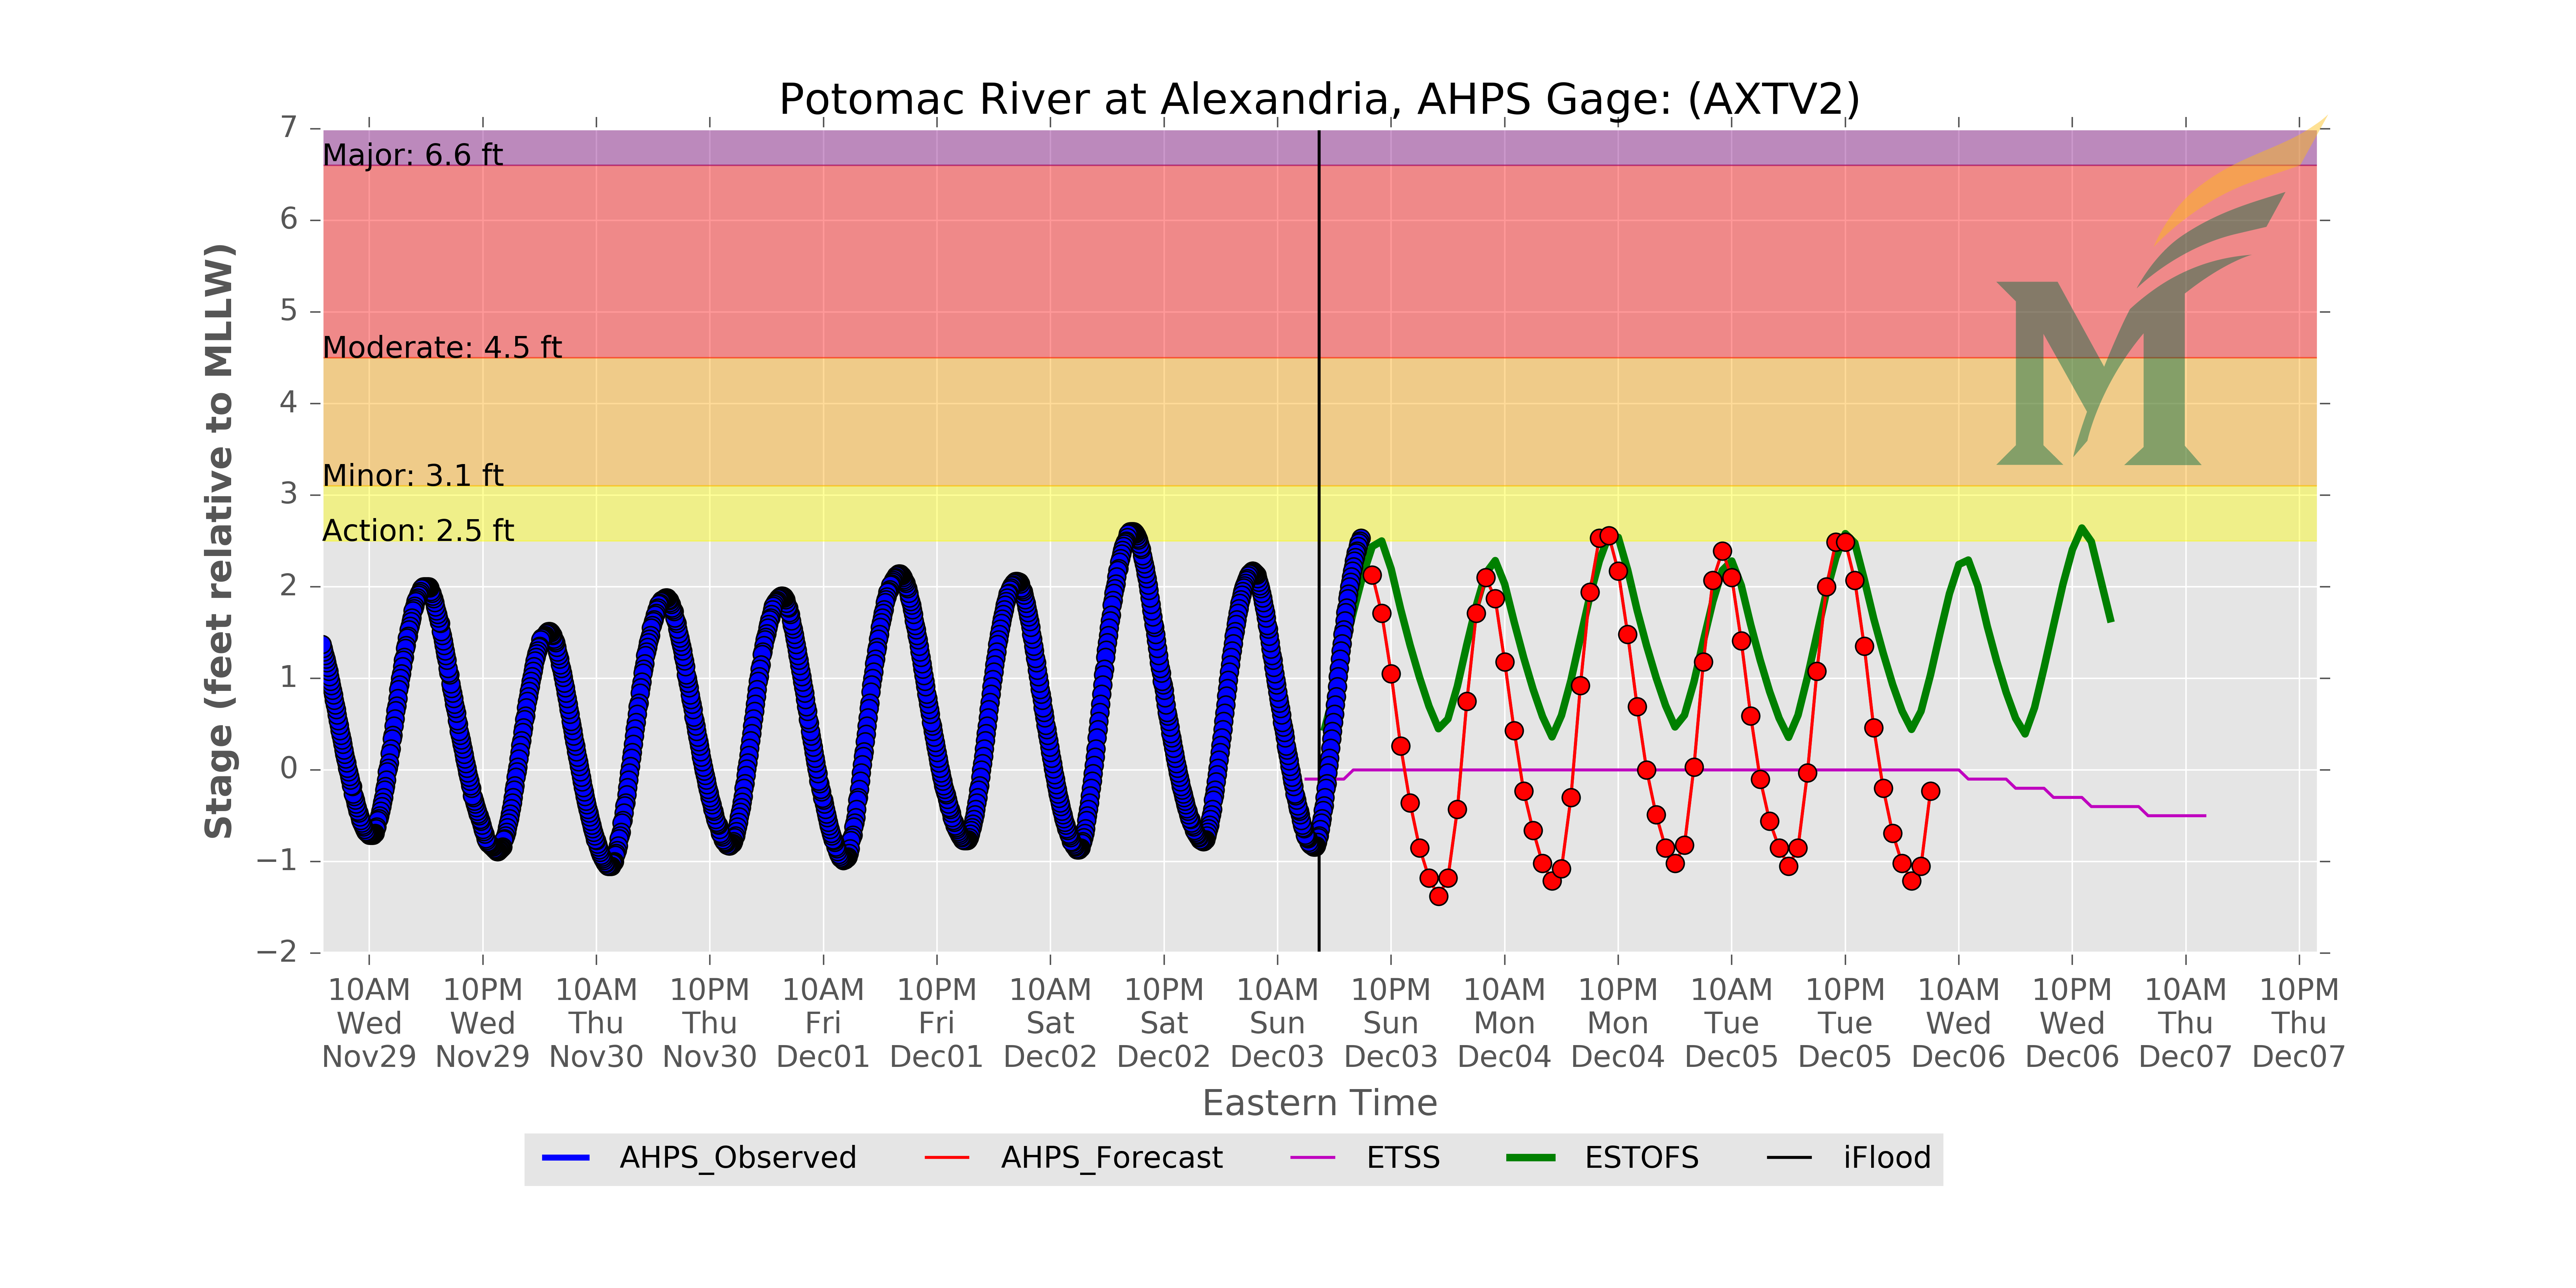 Potomac River at Alexandria, AHPS Gage: (AXTV2)
7
Major: 6.6 ft
6
5
Moderate: 4.5 ft
4
Minor: 3.1 ft
3
Action: 2.5 ft
2
1
0
−1
−2
Stage (feet relative to MLLW)
M
10AM 10PM 10AM 10PM 10AM 10PM 10AM 10PM 10AM 10PM 10AM 10PM 10AM 10PM 10AM 10PM 10AM 10PM
Wed Wed Thu Thu Fri Fri Sat Sat Sun Sun Mon Mon Tue Tue Wed Wed Thu Thu
Nov29 Nov29 Nov30 Nov30 Dec01 Dec01 Dec02 Dec02 Dec03 Dec03 Dec04 Dec04 Dec05 Dec05 Dec06 Dec06 Dec07 Dec07
Eastern Time
AHPS_Observed AHPS_Forecast ETSS ESTOFS iFlood